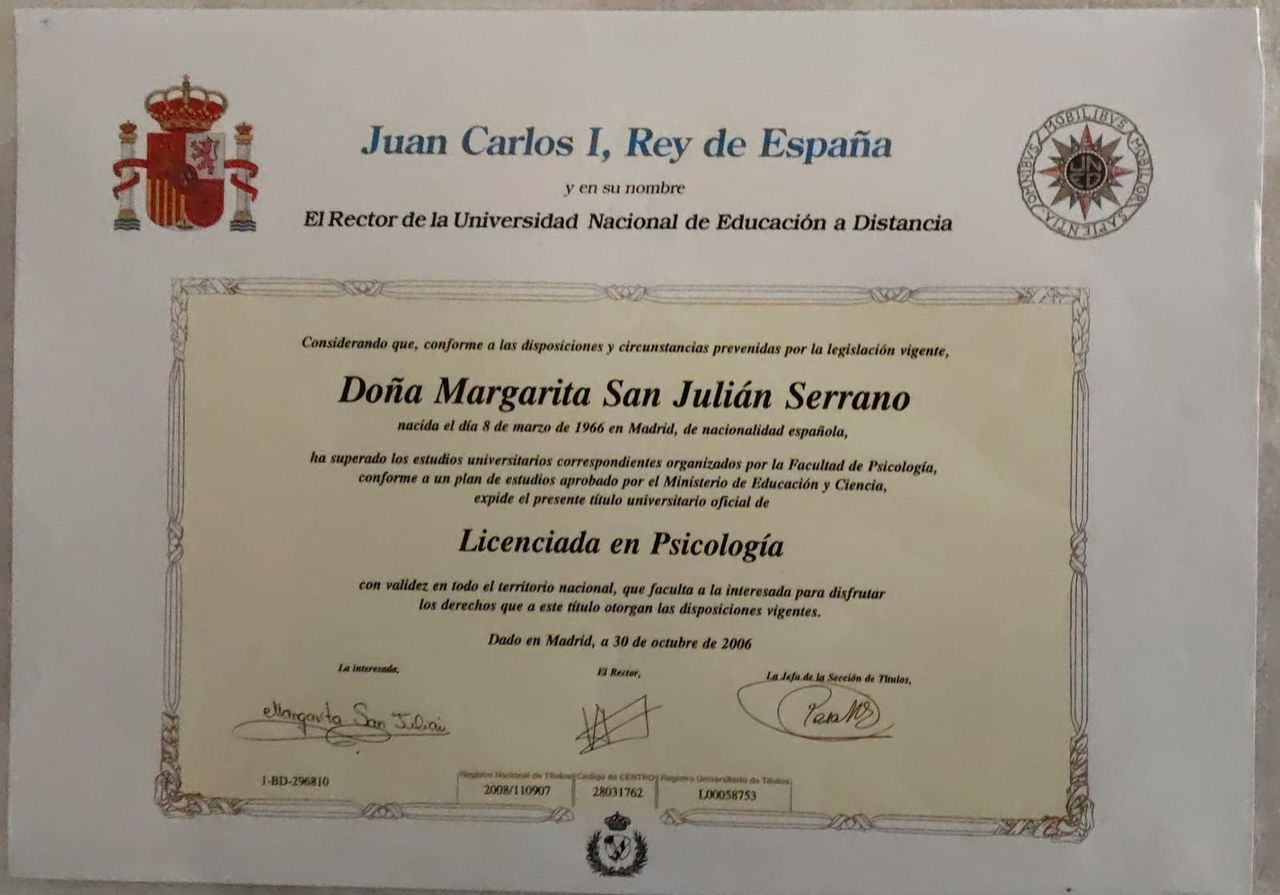 Juan Carlos I, Rey de España
y en su nombre
El Rector de la Universidad Nacional de Educación a Distancia
OMNIBVS MOBILIBVS MOBILIOR SAPIENTIA
UNED
Considerando que, conforme a las disposiciones y circunstancias prevenidas por la legislación vigente,
Doña Margarita San Julián Serrano
nacida el día 8 de marzo de 1966 en Madrid, de nacionalidad española,
ha superado los estudios universitarios correspondientes organizados por la Facultad de Psicología,
conforme a un plan de estudios aprobado por el Ministerio de Educación y Ciencia,
expide el presente título universitario oficial de
Licenciada en Psicología
con validez en todo el territorio nacional, que faculta a la interesada para disfrutar
los derechos que a este título otorgan las disposiciones vigentes.
Dado en Madrid, a 30 de octubre de 2006
La interesada, El Rector, La Jefa de la Sección de Títulos,
Margarita San Julián
1-BD-296810
Registro Nacional de Títulos Código de CENTRO Registro Universitario de Títulos
2008/110907 28031762 L00058753